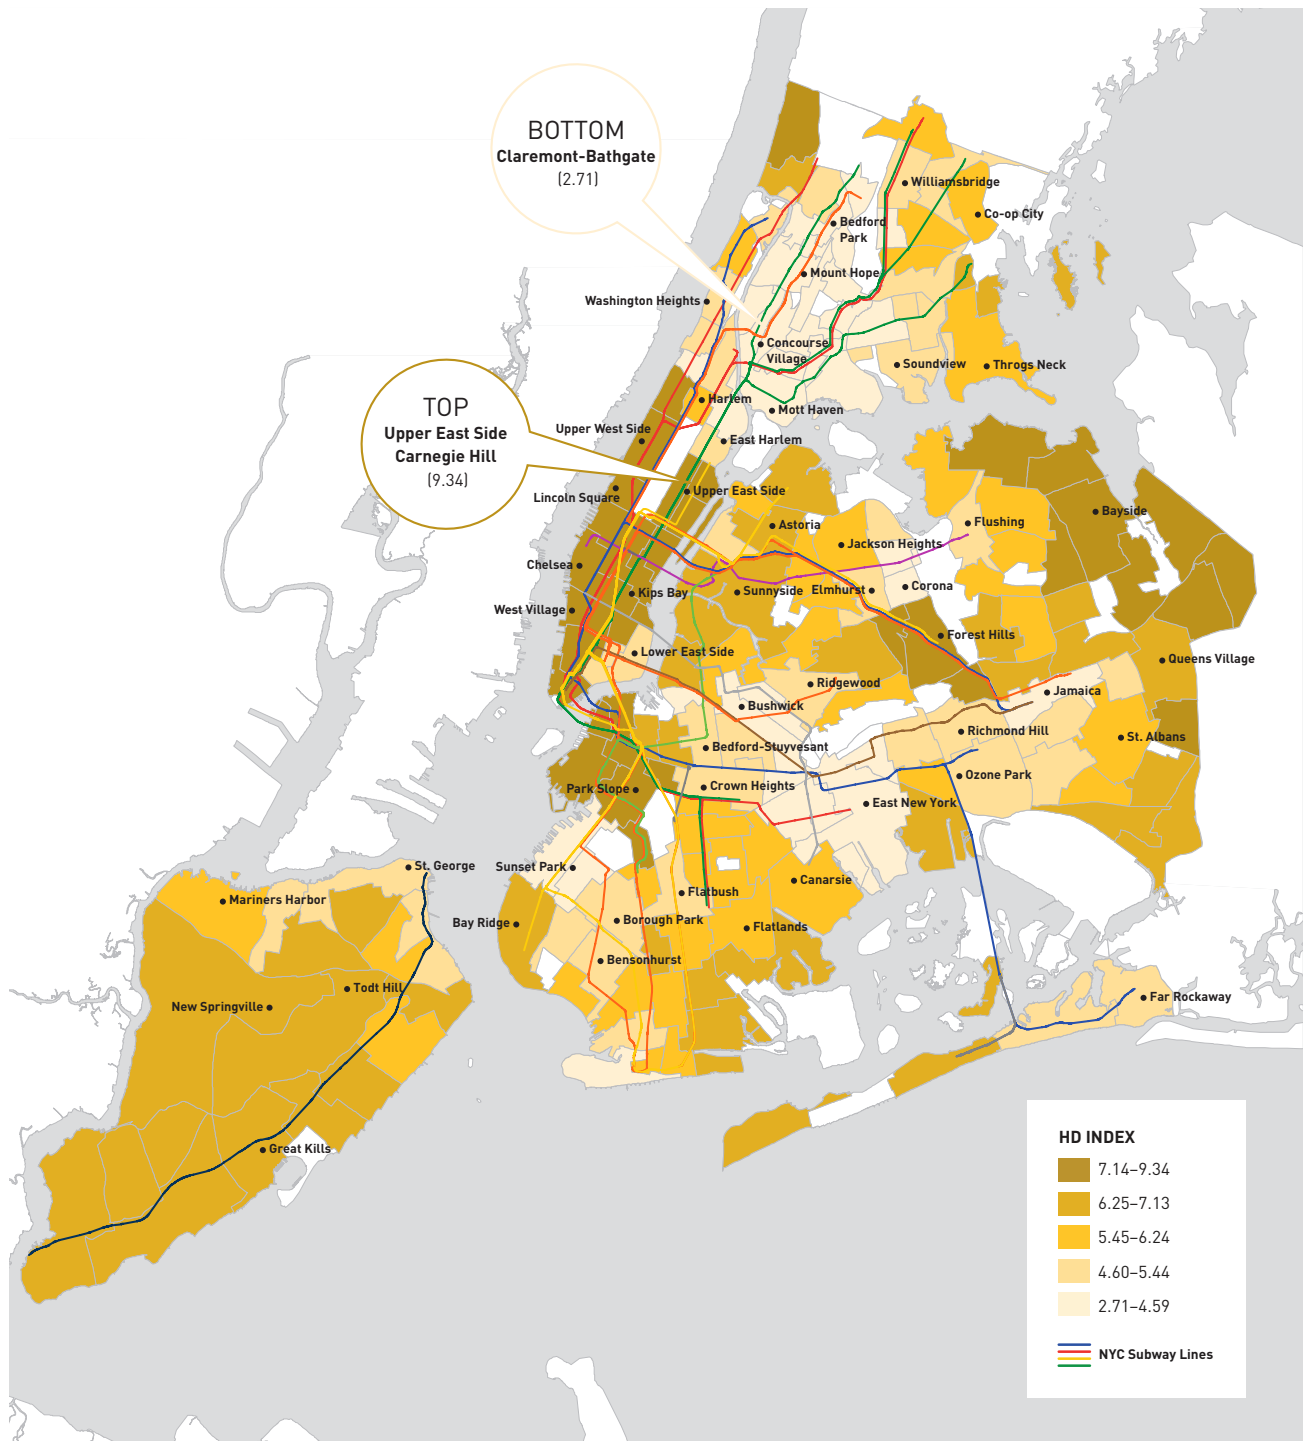 BOTTOM
Claremont-Bathgate
(2.71)
Williamsbridge
Co-op City
Bedford
Park
Mount Hope
Washington Heights
Concourse
Village
Soundview
Throgs Neck
TOP
Upper East Side
Carnegie Hill
(9.34)
Harlem
Mott Haven
Upper West Side
East Harlem
Lincoln Square
Upper East Side
Bayside
Astoria
Flushing
Jackson Heights
Chelsea
Kips Bay
Sunnyside
Elmhurst
Corona
West Village
Forest Hills
Lower East Side
Queens Village
Ridgewood
Jamaica
Bushwick
Richmond Hill
St. Albans
Bedford-Stuyvesant
Ozone Park
Park Slope
Crown Heights
East New York
St. George
Sunset Park
Canarsie
Mariners Harbor
Flatbush
Bay Ridge
Borough Park
Flatlands
Bensonhurst
Todt Hill
New Springville
Far Rockaway
Great Kills
HD INDEX
7.14–9.34
6.25–7.13
5.45–6.24
4.60–5.44
2.71–4.59
NYC Subway Lines